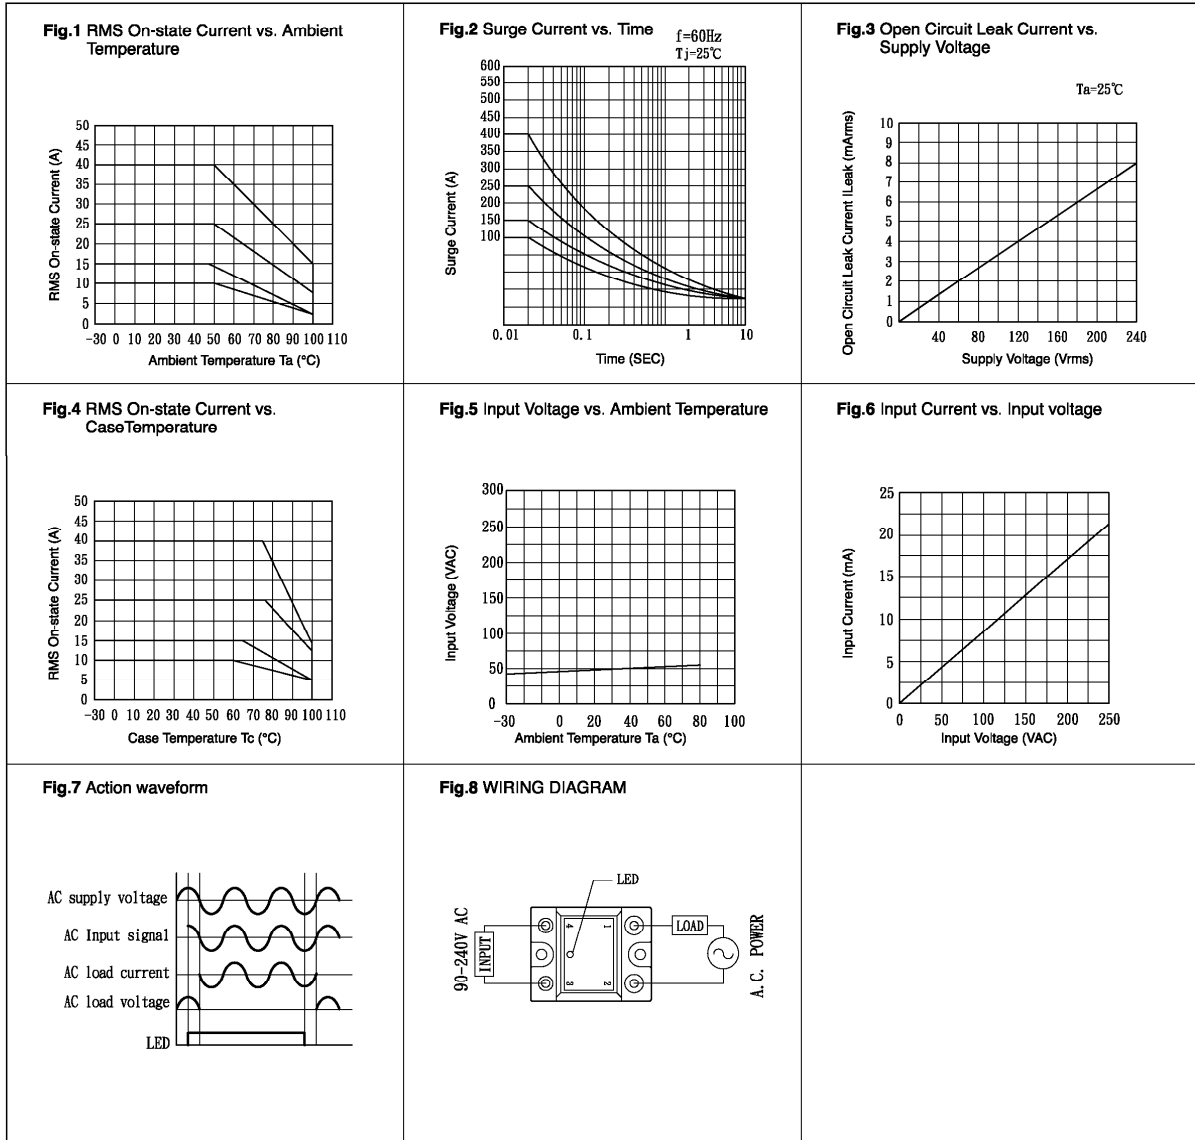 Fig.1 RMS On-state Current vs. Ambient
Temperature
RMS On-state Current (A)
50
45
40
35
30
25
20
15
10
5
0
-30 0 10 20 30 40 50 60 70 80 90 100 110
Ambient Temperature Ta (°C)
Fig.2 Surge Current vs. Time
f=60Hz
Tj=25℃
Surge Current (A)
600
550
500
450
400
350
250
200
150
100
0.01 0.1 1 10
Time (SEC)
Fig.3 Open Circuit Leak Current vs.
Supply Voltage
Ta=25℃
Open Circuit Leak Current ILeak (mArms)
10
9
8
7
6
5
4
3
2
1
0
40 80 120 160 200 240
Supply Voltage (Vrms)
Fig.4 RMS On-state Current vs.
CaseTemperature
RMS On-state Current (A)
50
45
40
35
30
25
20
15
10
5
0
-30 0 10 20 30 40 50 60 70 80 90 100 110
Case Temperature Tc (°C)
Fig.5 Input Voltage vs. Ambient Temperature
Input Voltage (VAC)
300
250
200
150
100
50
0
-30 0 20 40 60 80 100
Ambient Temperature Ta (°C)
Fig.6 Input Current vs. Input voltage
Input Current (mA)
25
20
15
10
5
0
0 50 100 150 200 250
Input Voltage (VAC)
Fig.7 Action waveform
AC supply voltage
AC Input signal
AC load current
AC load voltage
LED
Fig.8 WIRING DIAGRAM
LED
90-240V AC
INPUT
4 1
3 2
LOAD
A.C. POWER